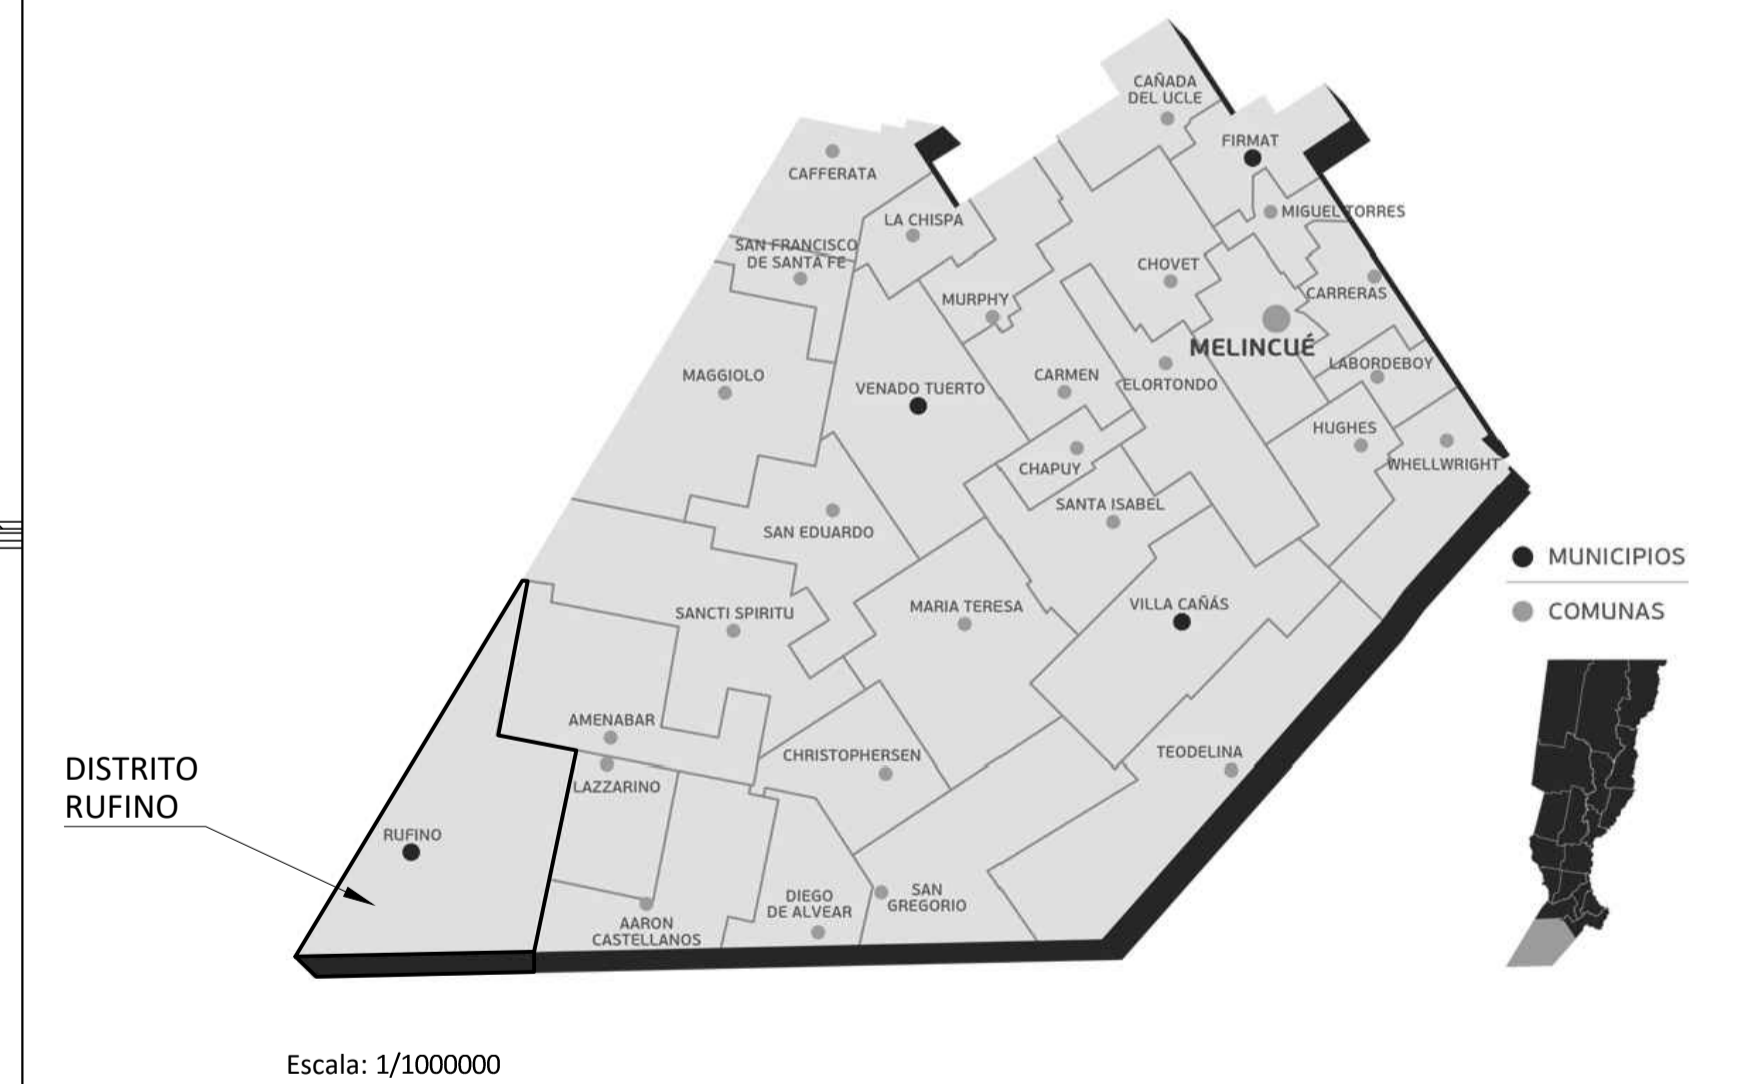 CAÑADA
DEL UCLE
FIRMAT
CAFFERATA
MIGUEL TORRES
LA CHISPA
SAN FRANCISCO
DE SANTA FE
CHOVET
CARRERAS
MURPHY
MELINCUÉ
LABORDEBOY
MAGGIOLO
CARMEN
ELORTONDO
VENADO TUERTO
HUGHES
WHELLWRIGHT
CHAPUY
SANTA ISABEL
SAN EDUARDO
MUNICIPIOS
COMUNAS
SANCTI SPIRITU
MARIA TERESA
VILLA CAÑÁS
AMENABAR
CHRISTOPHERSEN
TEODELINA
DISTRITO
RUFINO
LAZZARINO
RUFINO
DIEGO
DE ALVEAR
SAN
GREGORIO
AARON
CASTELLANOS
Escala: 1/1000000